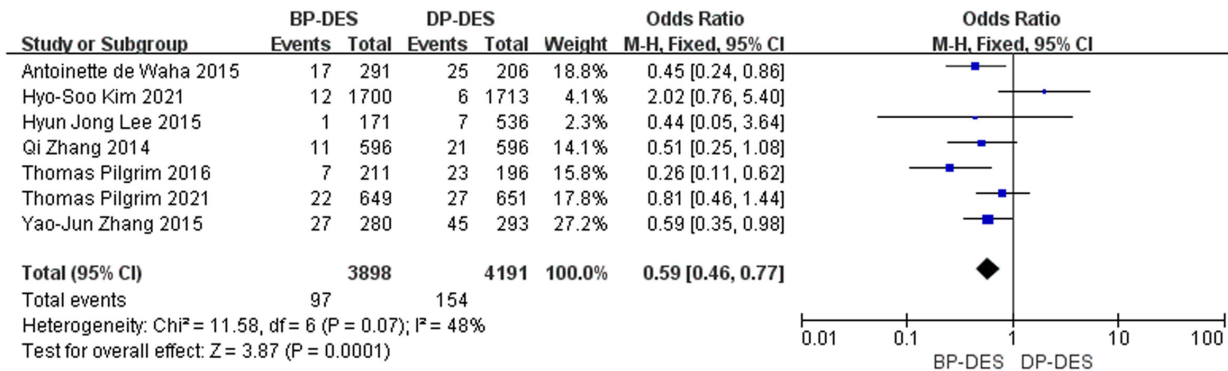 BP-DES DP-DES Odds Ratio Odds Ratio
Study or Subgroup Events Total Events Total Weight M-H, Fixed, 95% CI M-H, Fixed, 95% CI
Antoinette de Waha 2015 17 291 25 206 18.8% 0.45 [0.24, 0.86]
Hyo-Soo Kim 2021 12 1700 6 1713 4.1% 2.02 [0.76, 5.40]
Hyun Jong Lee 2015 1 171 7 536 2.3% 0.44 [0.05, 3.64]
Qi Zhang 2014 11 596 21 596 14.1% 0.51 [0.25, 1.08]
Thomas Pilgrim 2016 7 211 23 196 15.8% 0.26 [0.11, 0.62]
Thomas Pilgrim 2021 22 649 27 651 17.8% 0.81 [0.46, 1.44]
Yao-Jun Zhang 2015 27 280 45 293 27.2% 0.59 [0.35, 0.98]
Total (95% CI) 3898 4191 100.0% 0.59 [0.46, 0.77]
Total events 97 154
Heterogeneity: Chi² = 11.58, df = 6 (P = 0.07); I² = 48%
Test for overall effect: Z = 3.87 (P = 0.0001)
0.01 0.1 1 10 100
BP-DES DP-DES